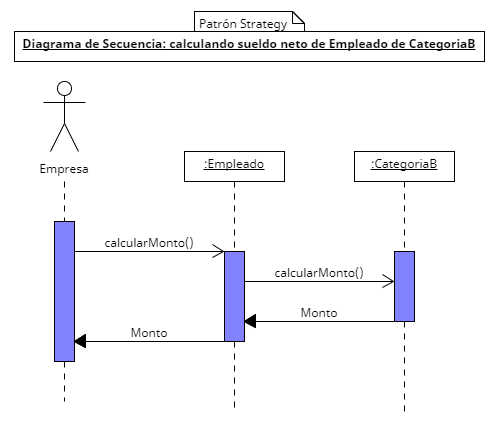 Patrón Strategy
Diagrama de Secuencia: calculando sueldo neto de Empleado de CategoriaB
Empresa
:Empleado
:CategoriaB
calcularMonto()
calcularMonto()
Monto
Monto